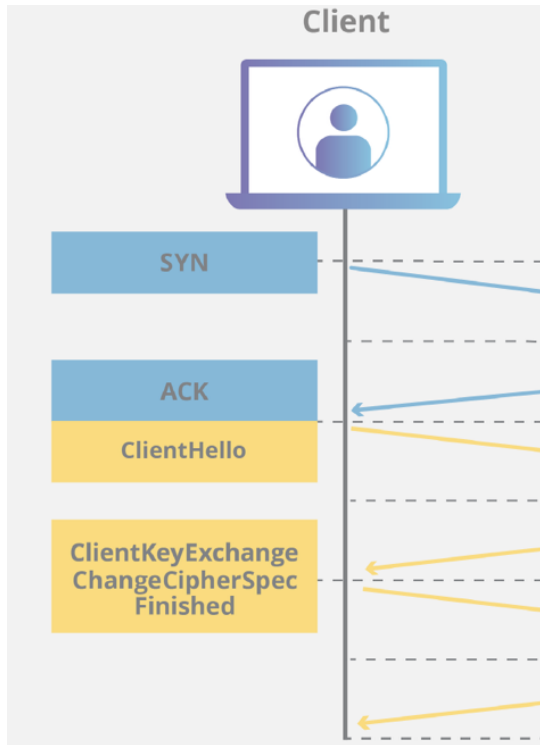 Client
SYN
ACK
ClientHello
ClientKeyExchange
ChangeCipherSpec
Finished